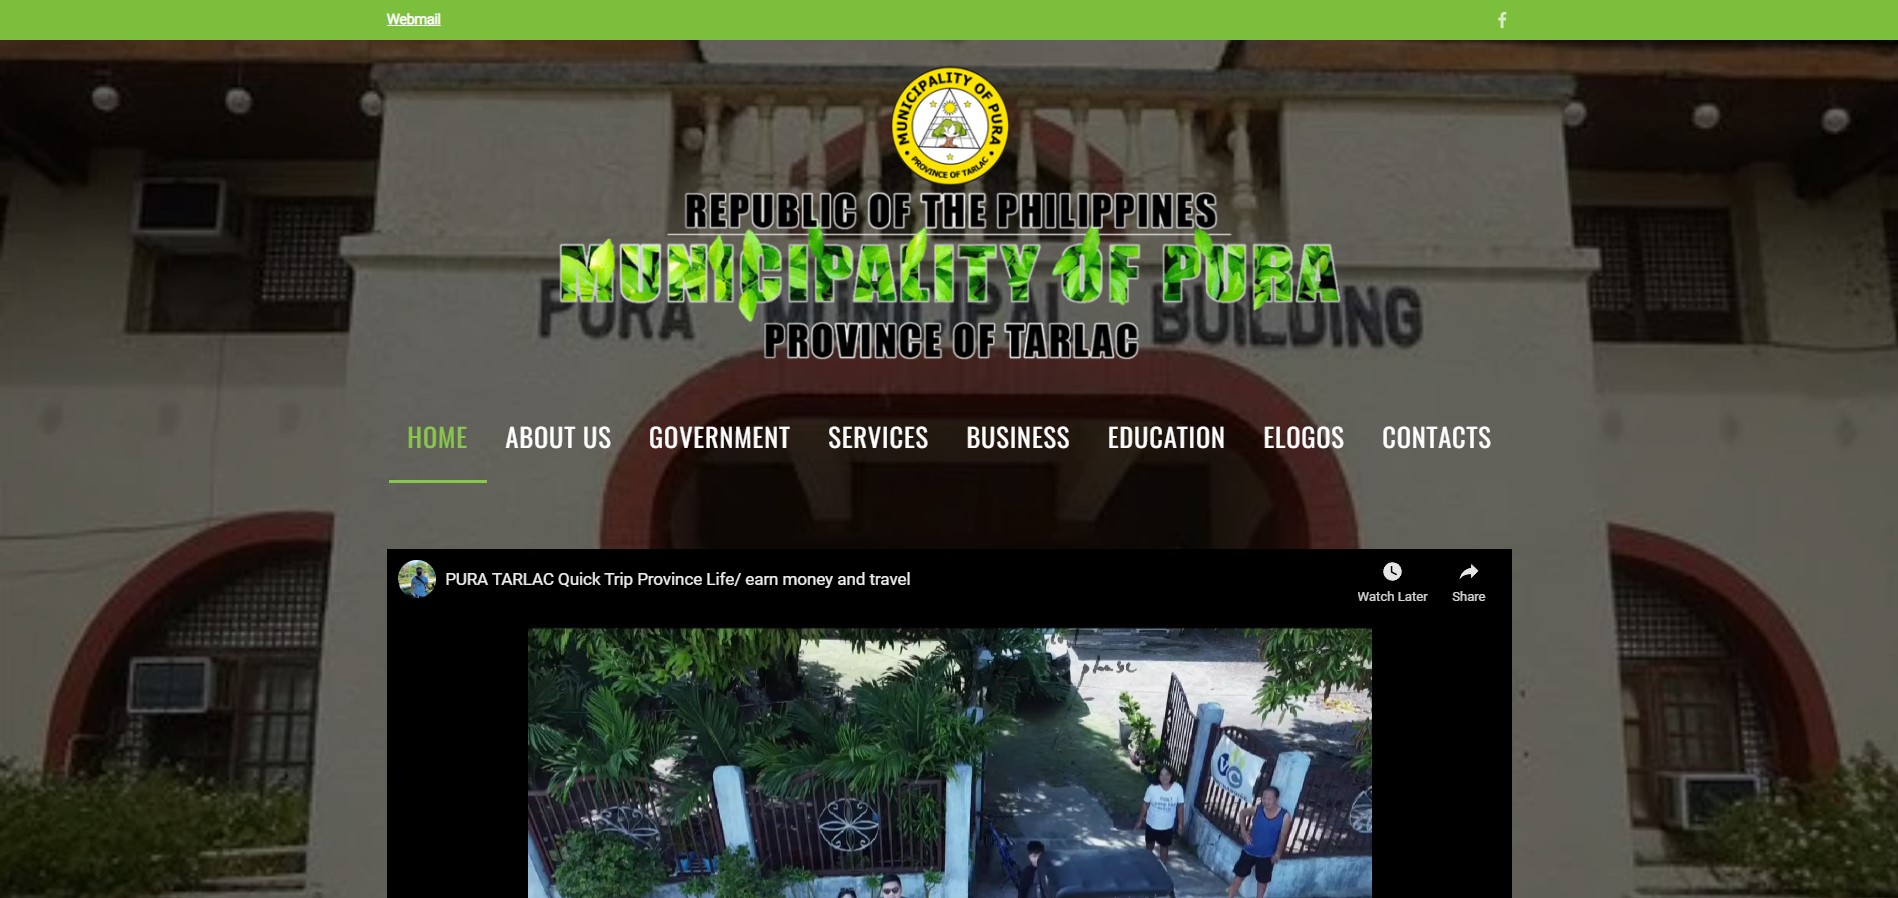 Webmail
MUNICIPALITY OF PURA
PROVINCE OF TARLAC
REPUBLIC OF THE PHILIPPINES
MUNICIPALITY OF PURA
PURA MUNICIPAL BUILDING
PROVINCE OF TARLAC
HOME ABOUT US GOVERNMENT SERVICES BUSINESS EDUCATION ELOGOS CONTACTS
PURA TARLAC Quick Trip Province Life/ earn money and travel
Watch Later Share
please
VC